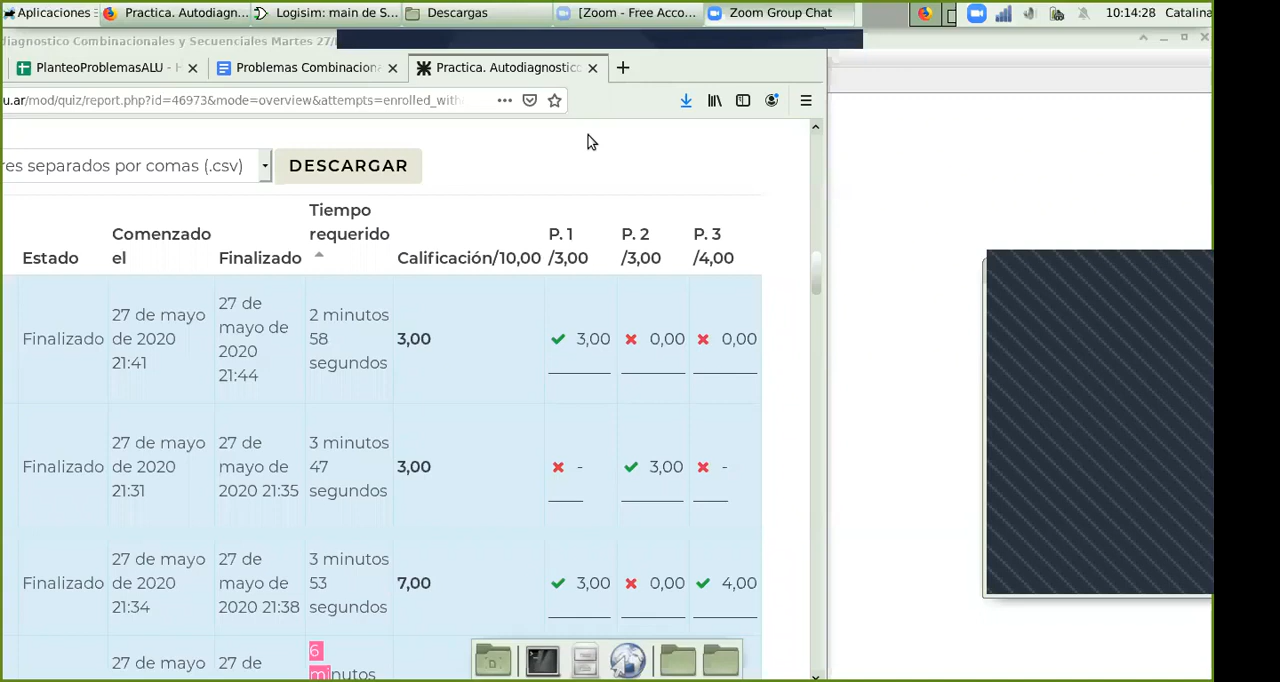 Aplicaciones
Practica. Autodiagn...
Logisim: main de S...
Descargas
[Zoom - Free Acco...
Zoom Group Chat
10:14:28 Catalina
diagnostico Combinacionales y Secuenciales Martes 27/
PlanteoProblemasALU - H
Problemas Combinacion
Practica. Autodiagnostico
u.ar/mod/quiz/report.php?id=46973&mode=overview&attempts=enrolled_with
res separados por comas (.csv)
DESCARGAR
Estado
Comenzado
el
Finalizado
Tiempo
requerido
Calificación/10,00
P. 1
/3,00
P. 2
/3,00
P. 3
/4,00
Finalizado
27 de mayo
de 2020
21:41
27 de
mayo de
2020
21:44
2 minutos
58
segundos
3,00
3,00
0,00
0,00
Finalizado
27 de mayo
de 2020
21:31
27 de
mayo de
2020 21:35
3 minutos
47
segundos
3,00
-
3,00
-
Finalizado
27 de mayo
de 2020
21:34
27 de
mayo de
2020 21:38
3 minutos
53
segundos
7,00
3,00
0,00
4,00
27 de mayo
27 de
6
minutos